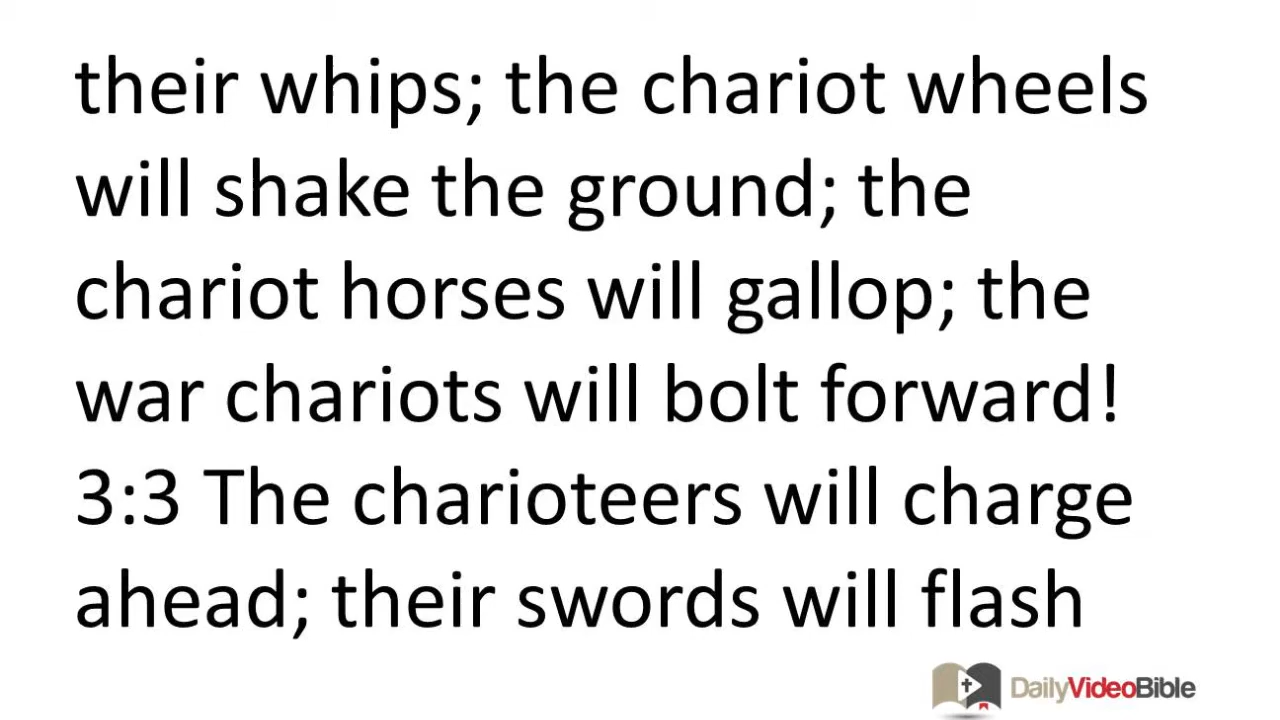 their whips; the chariot wheels
will shake the ground; the
chariot horses will gallop; the
war chariots will bolt forward!
3:3 The charioteers will charge
ahead; their swords will flash
DailyVideoBible